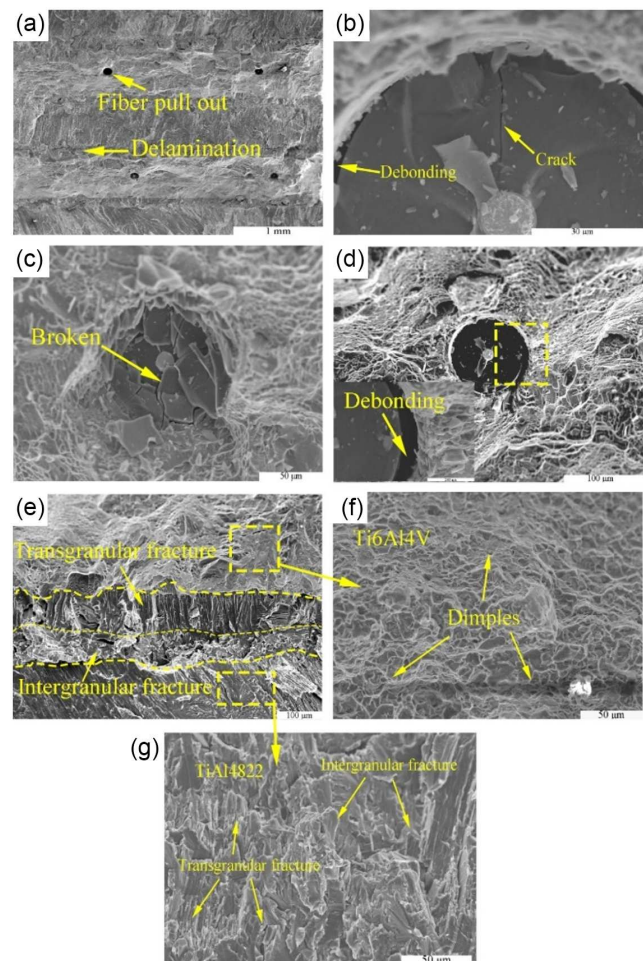 (a)
Fiber pull out
Delamination
1 mm
(b)
Debonding
Crack
30 μm
(c)
Broken
50 μm
(d)
Debonding
100 μm
(e)
Transgranular fracture
Intergranular fracture
100 μm
(f)
Ti6Al4V
Dimples
50 μm
(g)
TiAl4822
Intergranular fracture
Transgranular fracture
50 μm